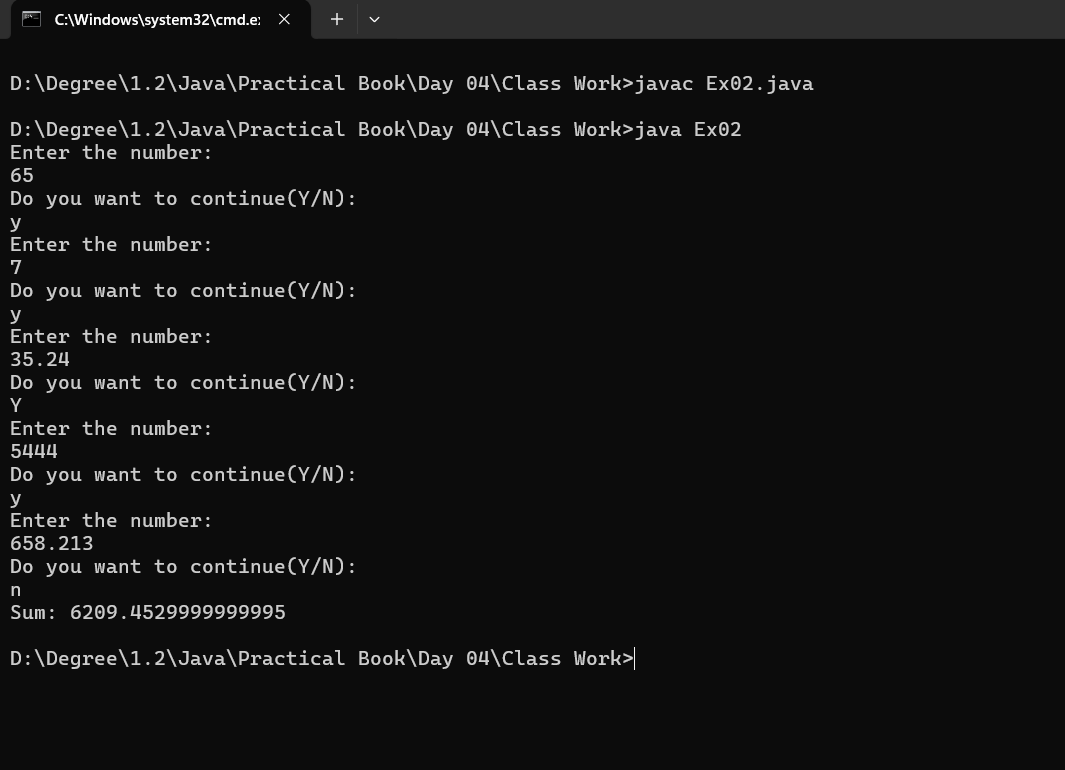 C:\Windows\system32\cmd.e
D:\Degree\1.2\Java\Practical Book\Day 04\Class Work>javac Ex02.java
D:\Degree\1.2\Java\Practical Book\Day 04\Class Work>java Ex02
Enter the number:
65
Do you want to continue(Y/N):
y
Enter the number:
7
Do you want to continue(Y/N):
y
Enter the number:
35.24
Do you want to continue(Y/N):
Y
Enter the number:
5444
Do you want to continue(Y/N):
y
Enter the number:
658.213
Do you want to continue(Y/N):
n
Sum: 6209.4529999999995
D:\Degree\1.2\Java\Practical Book\Day 04\Class Work>